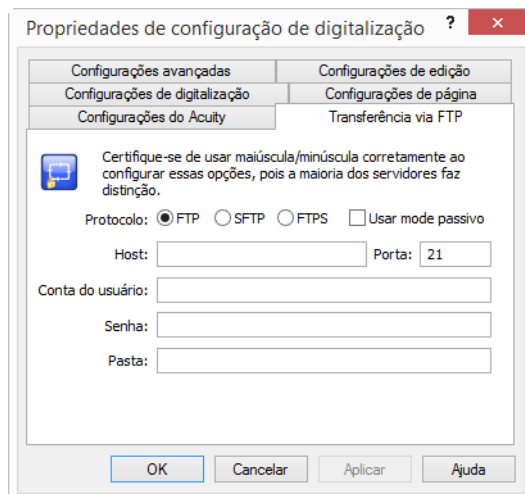 Propriedades de configuração de digitalização ? ×
Configurações avançadas Configurações de edição
Configurações de digitalização Configurações de página
Configurações do Acuity Transferência via FTP
Certifique-se de usar maiúscula/minúscula corretamente ao
configurar essas opções, pois a maioria dos servidores faz
distinção.
Protocolo: FTP SFTP FTPS Usar mode passivo
Host: Porta: 21
Conta do usuário:
Senha:
Pasta:
OK Cancelar Aplicar Ajuda